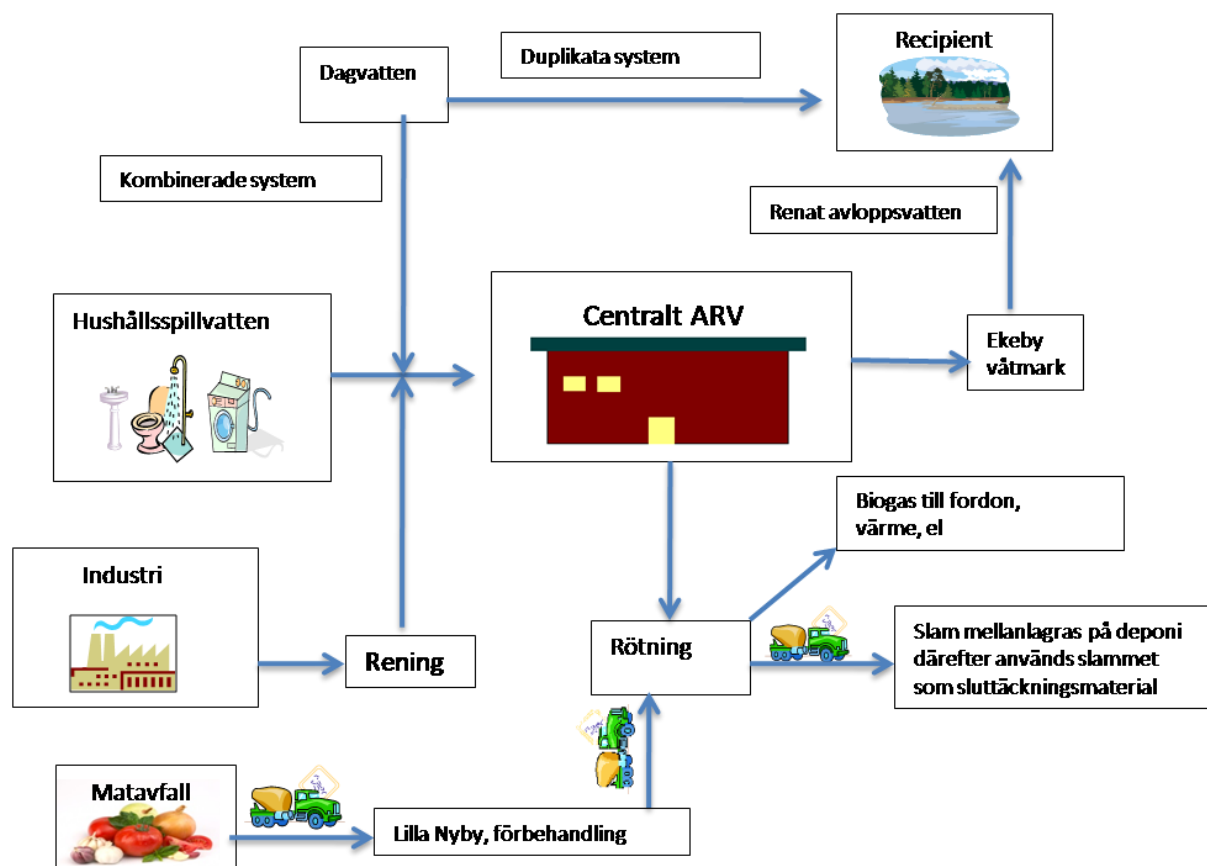 Dagvatten
Duplikata system
Recipient
Kombinerade system
Renat avloppsvatten
Hushållsspillvatten
Centralt ARV
Ekeby
våtmark
Biogas till fordon,
värme, el
Industri
Rening
Rötning
Slam mellanlagras på deponi
därefter används slammet
som sluttäckningsmaterial
Matavfall
Lilla Nyby, förbehandling